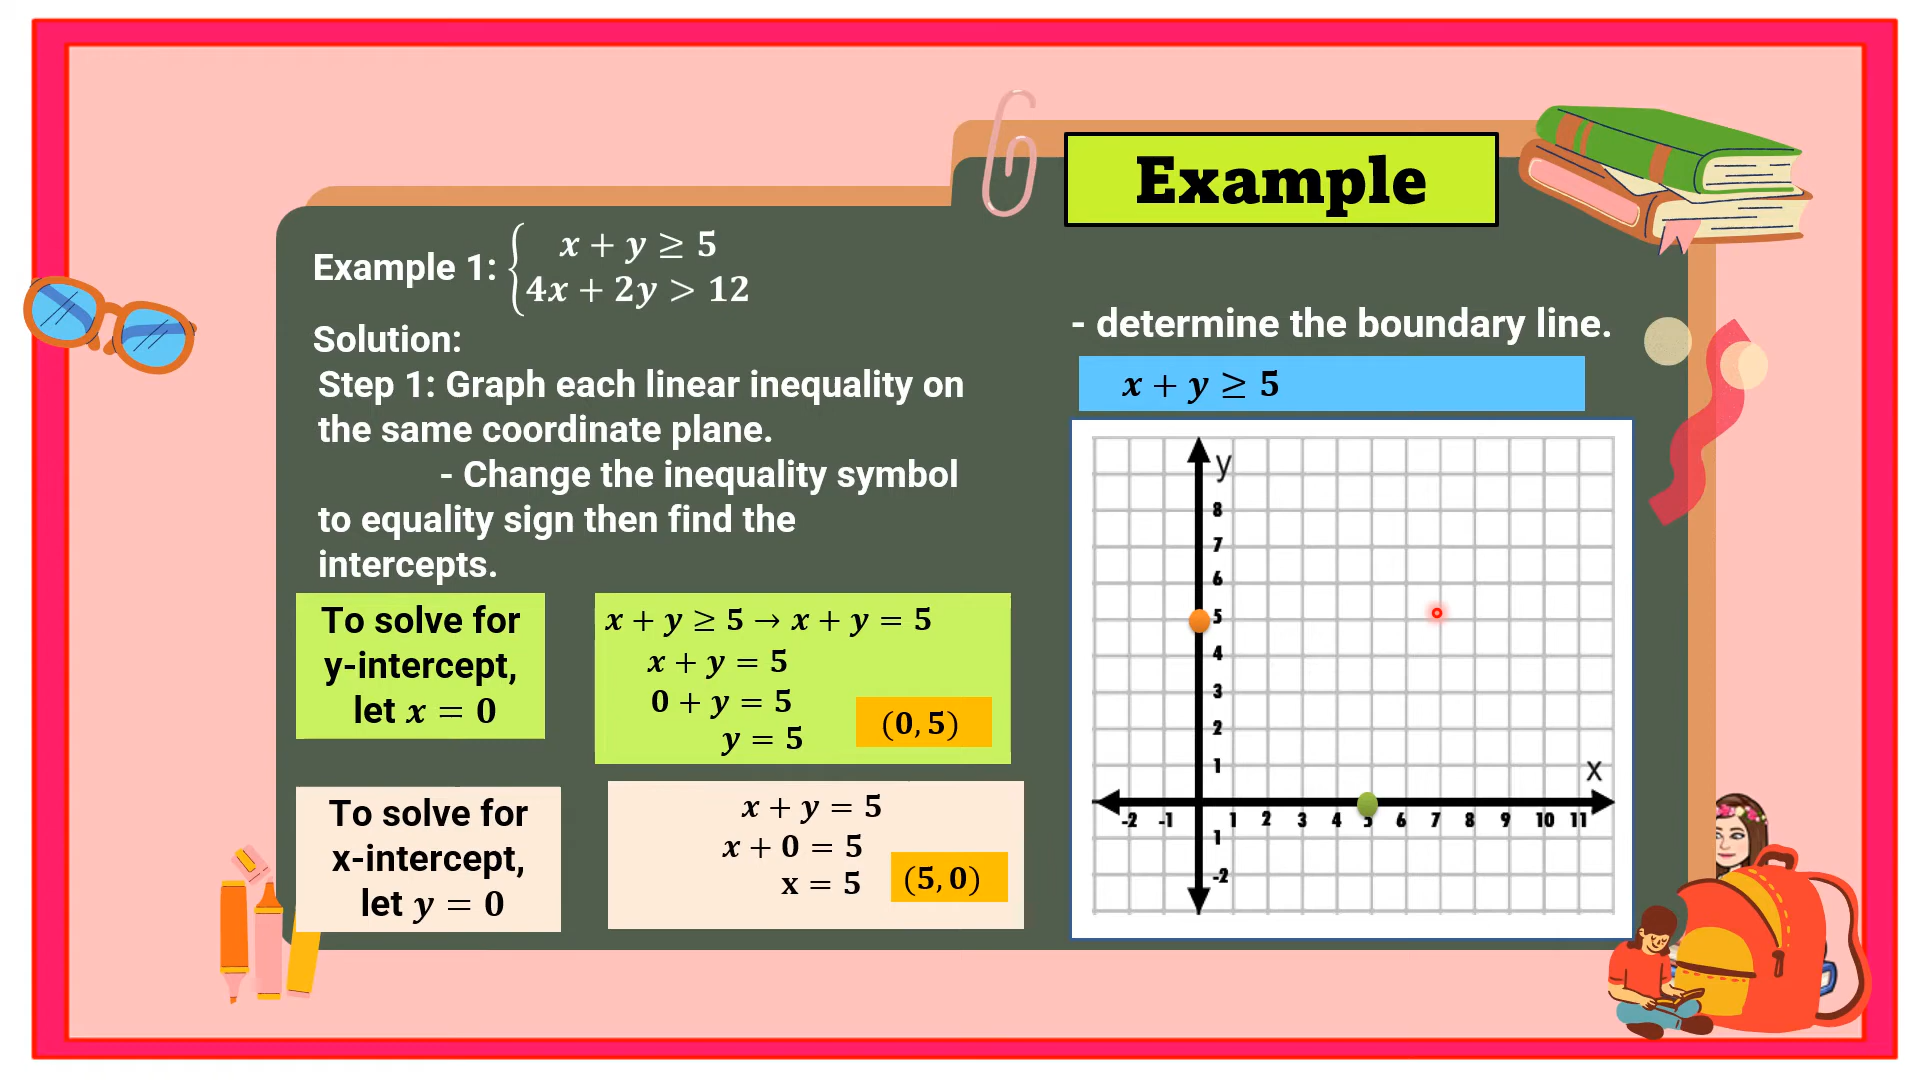 Example
Example 1: { x + y ≥ 5
4x + 2y > 12
Solution:
Step 1: Graph each linear inequality on
the same coordinate plane.
- Change the inequality symbol
to equality sign then find the
intercepts.
To solve for
y-intercept,
let x = 0
x + y ≥ 5 → x + y = 5
x + y = 5
0 + y = 5
y = 5
(0, 5)
To solve for
x-intercept,
let y = 0
x + y = 5
x + 0 = 5
x = 5
(5, 0)
- determine the boundary line.
x + y ≥ 5
y
8
7
6
5
4
3
2
1
x
-2 -1 1 2 3 4 5 6 7 8 9 10 11
1
-2